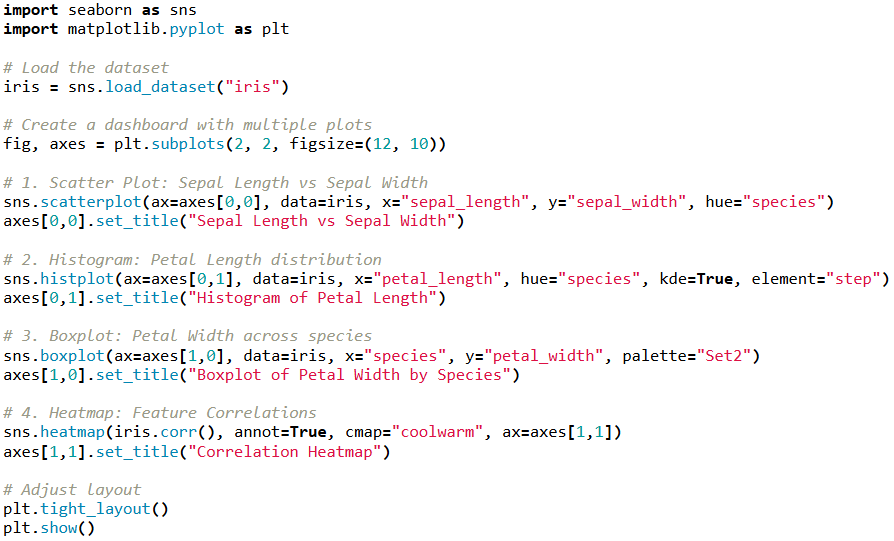 import seaborn as sns
import matplotlib.pyplot as plt
# Load the dataset
iris = sns.load_dataset("iris")
# Create a dashboard with multiple plots
fig, axes = plt.subplots(2, 2, figsize=(12, 10))
# 1. Scatter Plot: Sepal Length vs Sepal Width
sns.scatterplot(ax=axes[0,0], data=iris, x="sepal_length", y="sepal_width", hue="species")
axes[0,0].set_title("Sepal Length vs Sepal Width")
# 2. Histogram: Petal Length distribution
sns.histplot(ax=axes[0,1], data=iris, x="petal_length", hue="species", kde=True, element="step")
axes[0,1].set_title("Histogram of Petal Length")
# 3. Boxplot: Petal Width across species
sns.boxplot(ax=axes[1,0], data=iris, x="species", y="petal_width", palette="Set2")
axes[1,0].set_title("Boxplot of Petal Width by Species")
# 4. Heatmap: Feature Correlations
sns.heatmap(iris.corr(), annot=True, cmap="coolwarm", ax=axes[1,1])
axes[1,1].set_title("Correlation Heatmap")
# Adjust layout
plt.tight_layout()
plt.show()